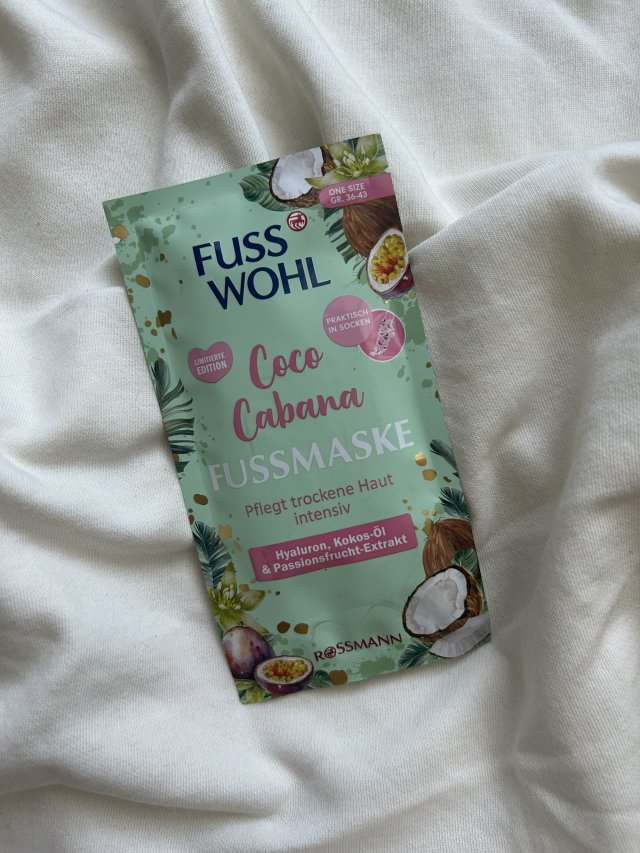 ONE SIZE
GR. 36-43
FUSS
WOHL
PRAKTISCH
IN SOCKEN
LIMITIERTE
EDITION
Coco
Cabana
FUSSMASKE
Pflegt trockene Haut
intensiv
Hyaluron, Kokos-Öl
& Passionsfrucht-Extrakt
ROSSMANN